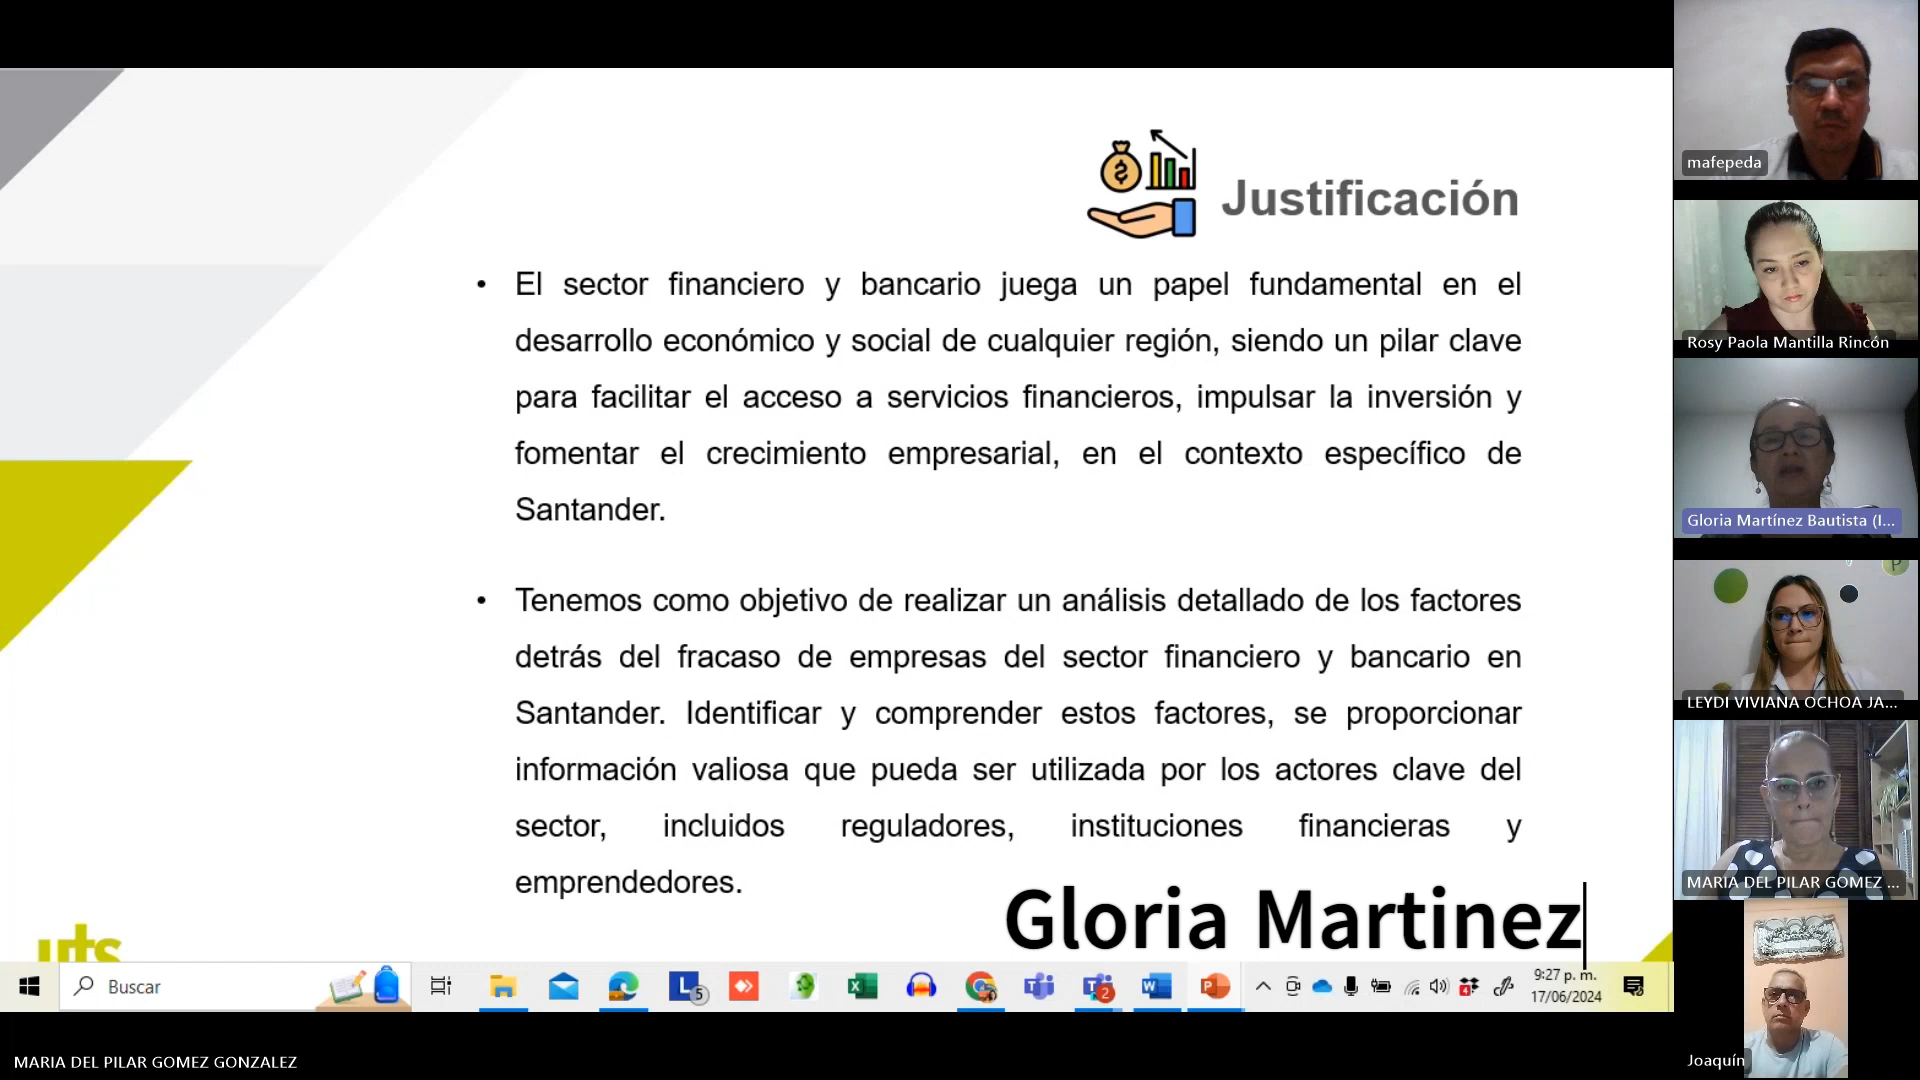 Justificación
• El sector financiero y bancario juega un papel fundamental en el
desarrollo económico y social de cualquier región, siendo un pilar clave
para facilitar el acceso a servicios financieros, impulsar la inversión y
fomentar el crecimiento empresarial, en el contexto específico de
Santander.
• Tenemos como objetivo de realizar un análisis detallado de los factores
detrás del fracaso de empresas del sector financiero y bancario en
Santander. Identificar y comprender estos factores, se proporcionar
información valiosa que pueda ser utilizada por los actores clave del
sector, incluidos reguladores, instituciones financieras y
emprendedores.
Gloria Martinez
uts
Buscar
5
2
4
9:27 p. m.
17/06/2024
MARIA DEL PILAR GOMEZ GONZALEZ
mafepeda
Rosy Paola Mantilla Rincón
Gloria Martínez Bautista (I...
LEYDI VIVIANA OCHOA JA...
MARIA DEL PILAR GOMEZ ...
Joaquín